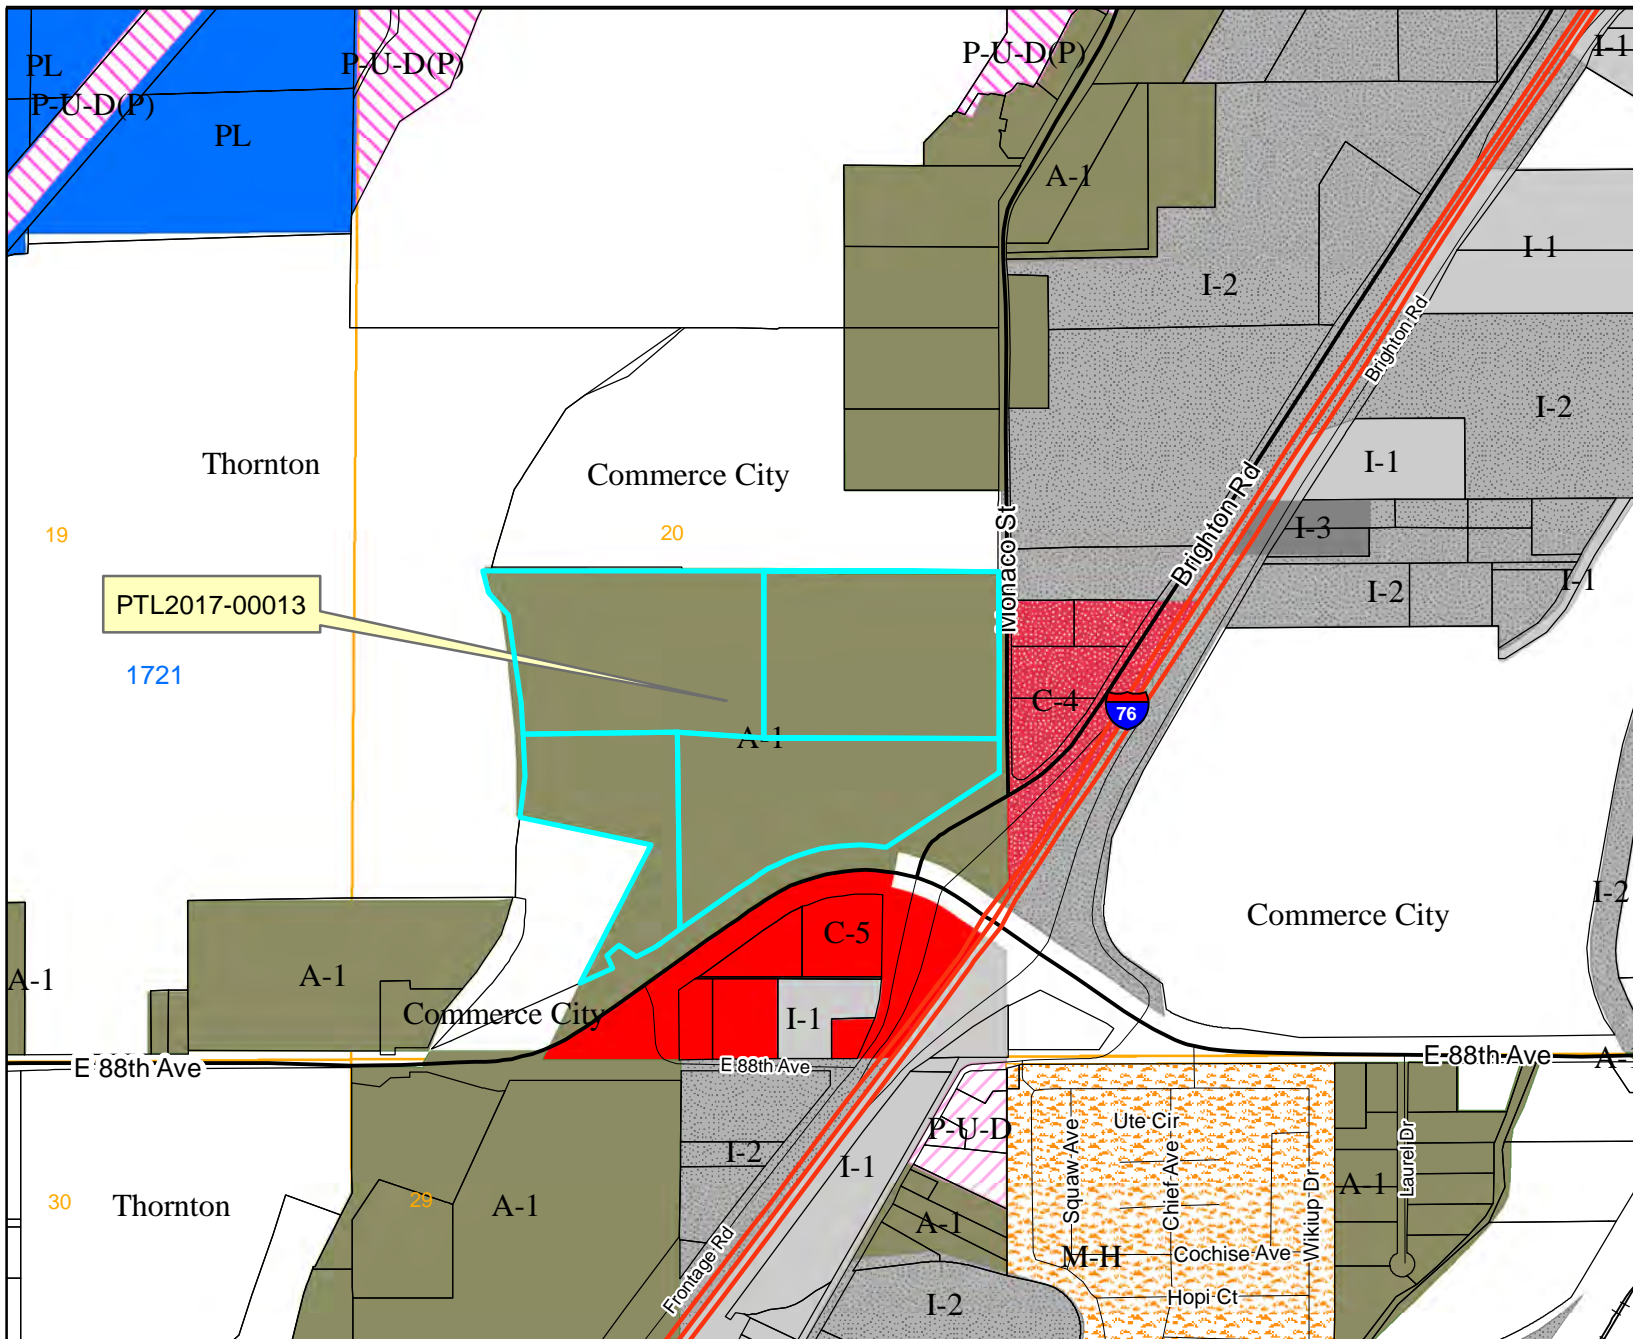 PL
P-U-D(P)
P-U-D(P)
I-1
P-U-D(P)
PL
A-1
I-1
I-2
Brighton Rd
I-2
Thornton
Commerce City
I-1
19
20
Monaco St
Brighton Rd
I-3
I-2
I-1
PTL2017-00013
1721
C-4
76
A-1
I-2
Commerce City
C-5
A-1
A-1
Commerce City
I-1
E 88th Ave
E 88th Ave
E 88th Ave
P-U-D
Ute Cir
I-2
I-1
Squaw Ave
Chief Ave
Wikiup Dr
Laurel Dr
A-1
30
Thornton
29
A-1
A-1
M-H
Cochise Ave
Frontage Rd
Hopi Ct
I-2